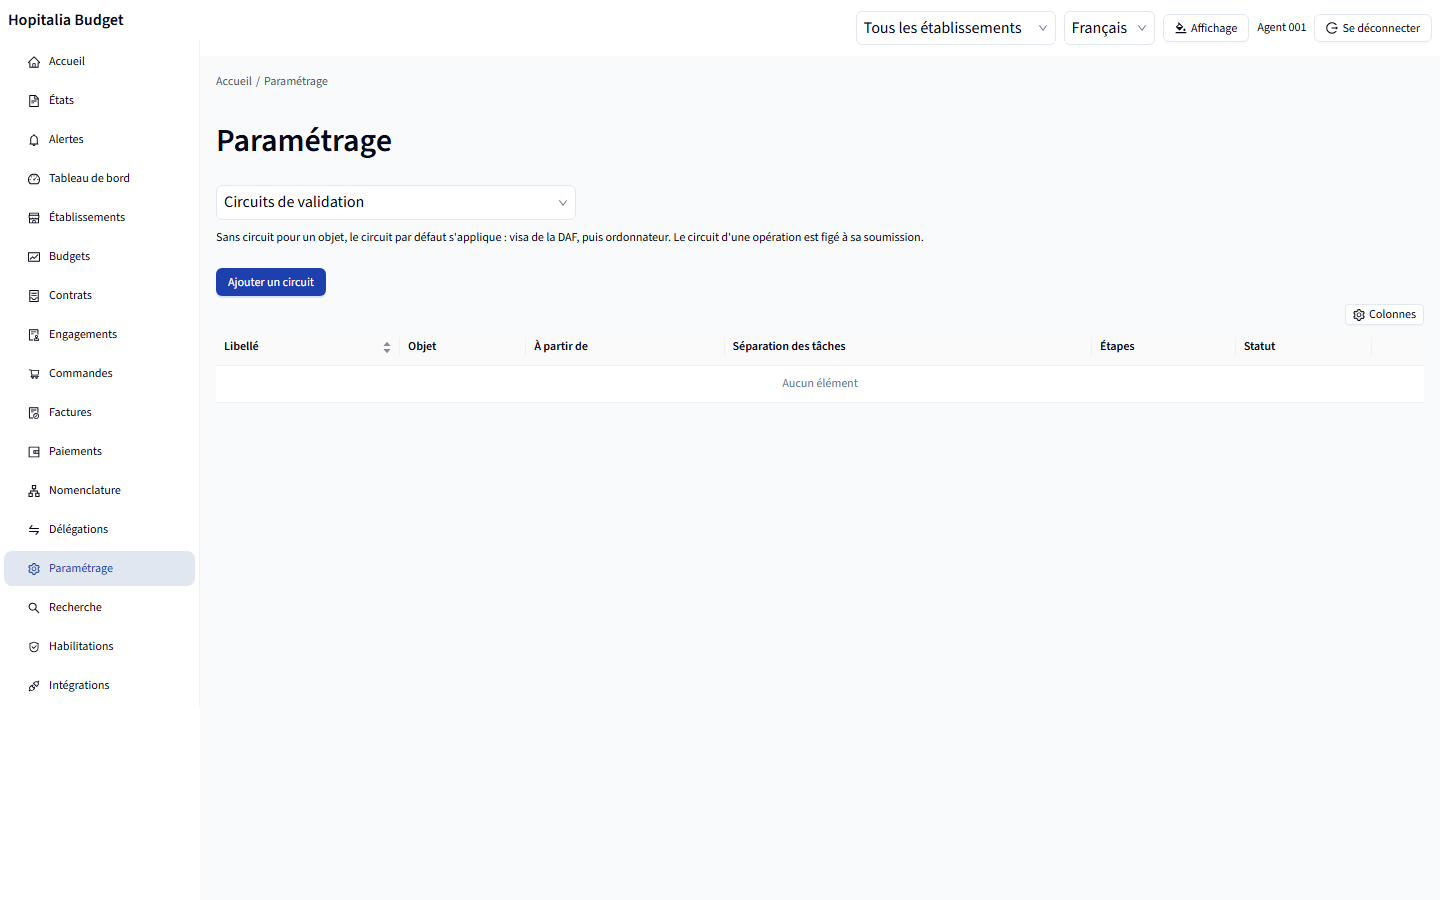 Hopitalia Budget
Tous les établissements
Français
Affichage
Agent 001
Se déconnecter
Accueil
États
Alertes
Tableau de bord
Établissements
Budgets
Contrats
Engagements
Commandes
Factures
Paiements
Nomenclature
Délégations
Paramétrage
Recherche
Habilitations
Intégrations
Accueil / Paramétrage
Paramétrage
Circuits de validation
Sans circuit pour un objet, le circuit par défaut s'applique : visa de la DAF, puis ordonnateur. Le circuit d'une opération est figé à sa soumission.
Ajouter un circuit
Colonnes
Libellé Objet À partir de Séparation des tâches Étapes Statut
Aucun élément